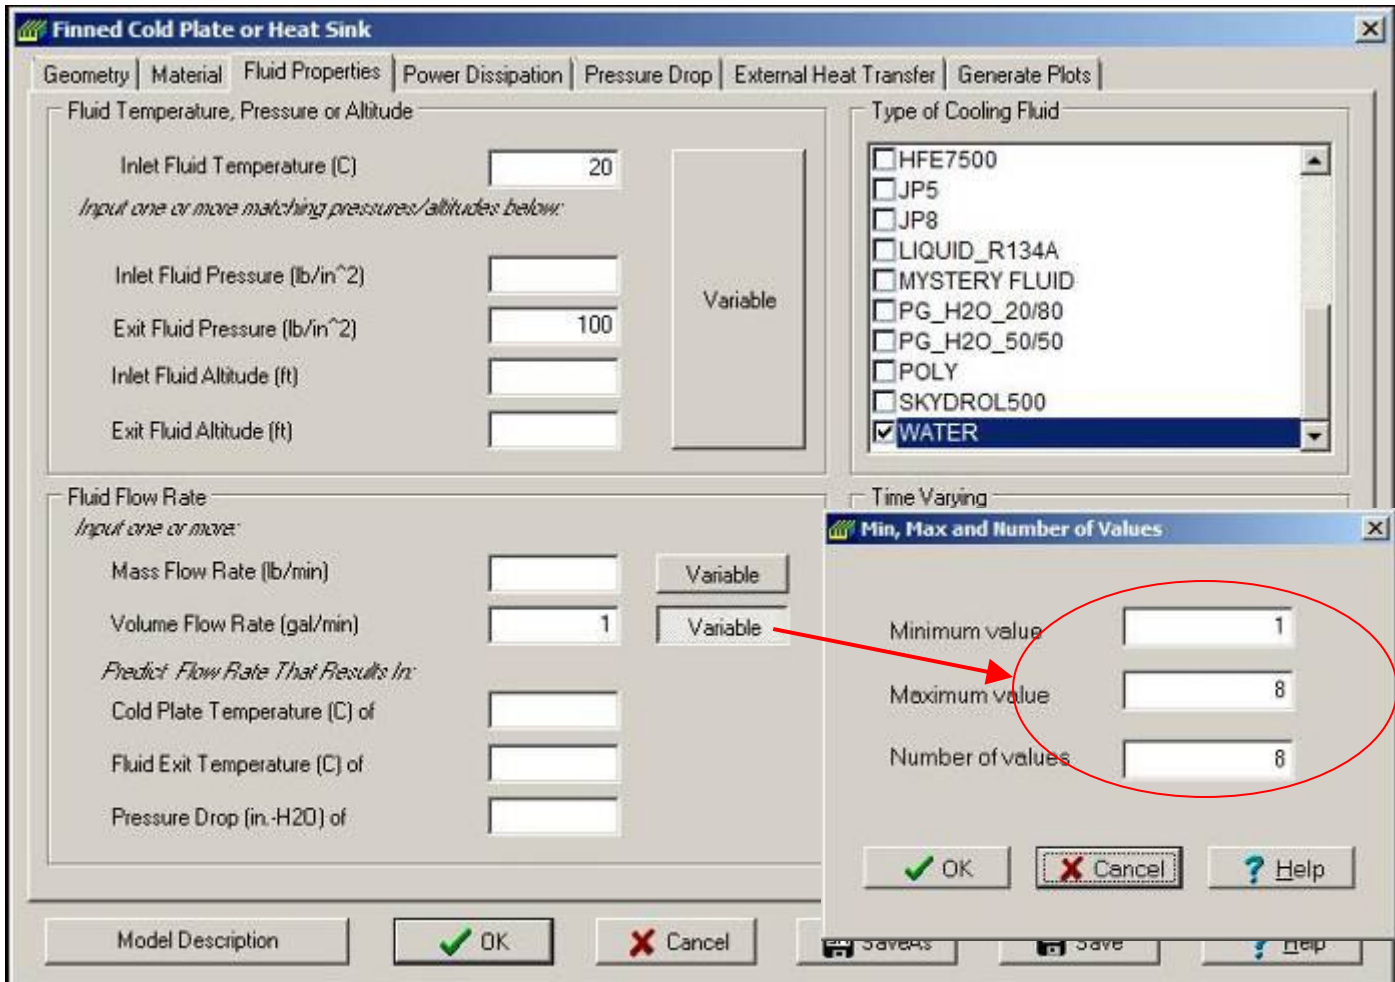 Finned Cold Plate or Heat Sink
Geometry Material Fluid Properties Power Dissipation Pressure Drop External Heat Transfer Generate Plots
Fluid Temperature, Pressure or Altitude
Inlet Fluid Temperature (C) 20
Input one or more matching pressures/altitudes below:
Inlet Fluid Pressure (lb/in^2)
Exit Fluid Pressure (lb/in^2) 100
Inlet Fluid Altitude (ft)
Exit Fluid Altitude (ft)
Variable
Type of Cooling Fluid
HFE7500
JP5
JP8
LIQUID_R134A
MYSTERY FLUID
PG_H2O_20/80
PG_H2O_50/50
POLY
SKYDROL500
WATER
Fluid Flow Rate
Input one or more:
Mass Flow Rate (lb/min) Variable
Volume Flow Rate (gal/min) 1 Variable
Predict Flow Rate That Results In:
Cold Plate Temperature (C) of
Fluid Exit Temperature (C) of
Pressure Drop (in.-H2O) of
Time Varying
Min, Max and Number of Values
Minimum value 1
Maximum value 8
Number of values 8
OK Cancel Help
Model Description OK Cancel SaveAs Save Help